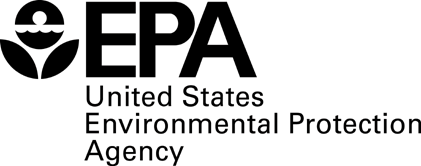 EPA
United States
Environmental Protection
Agency